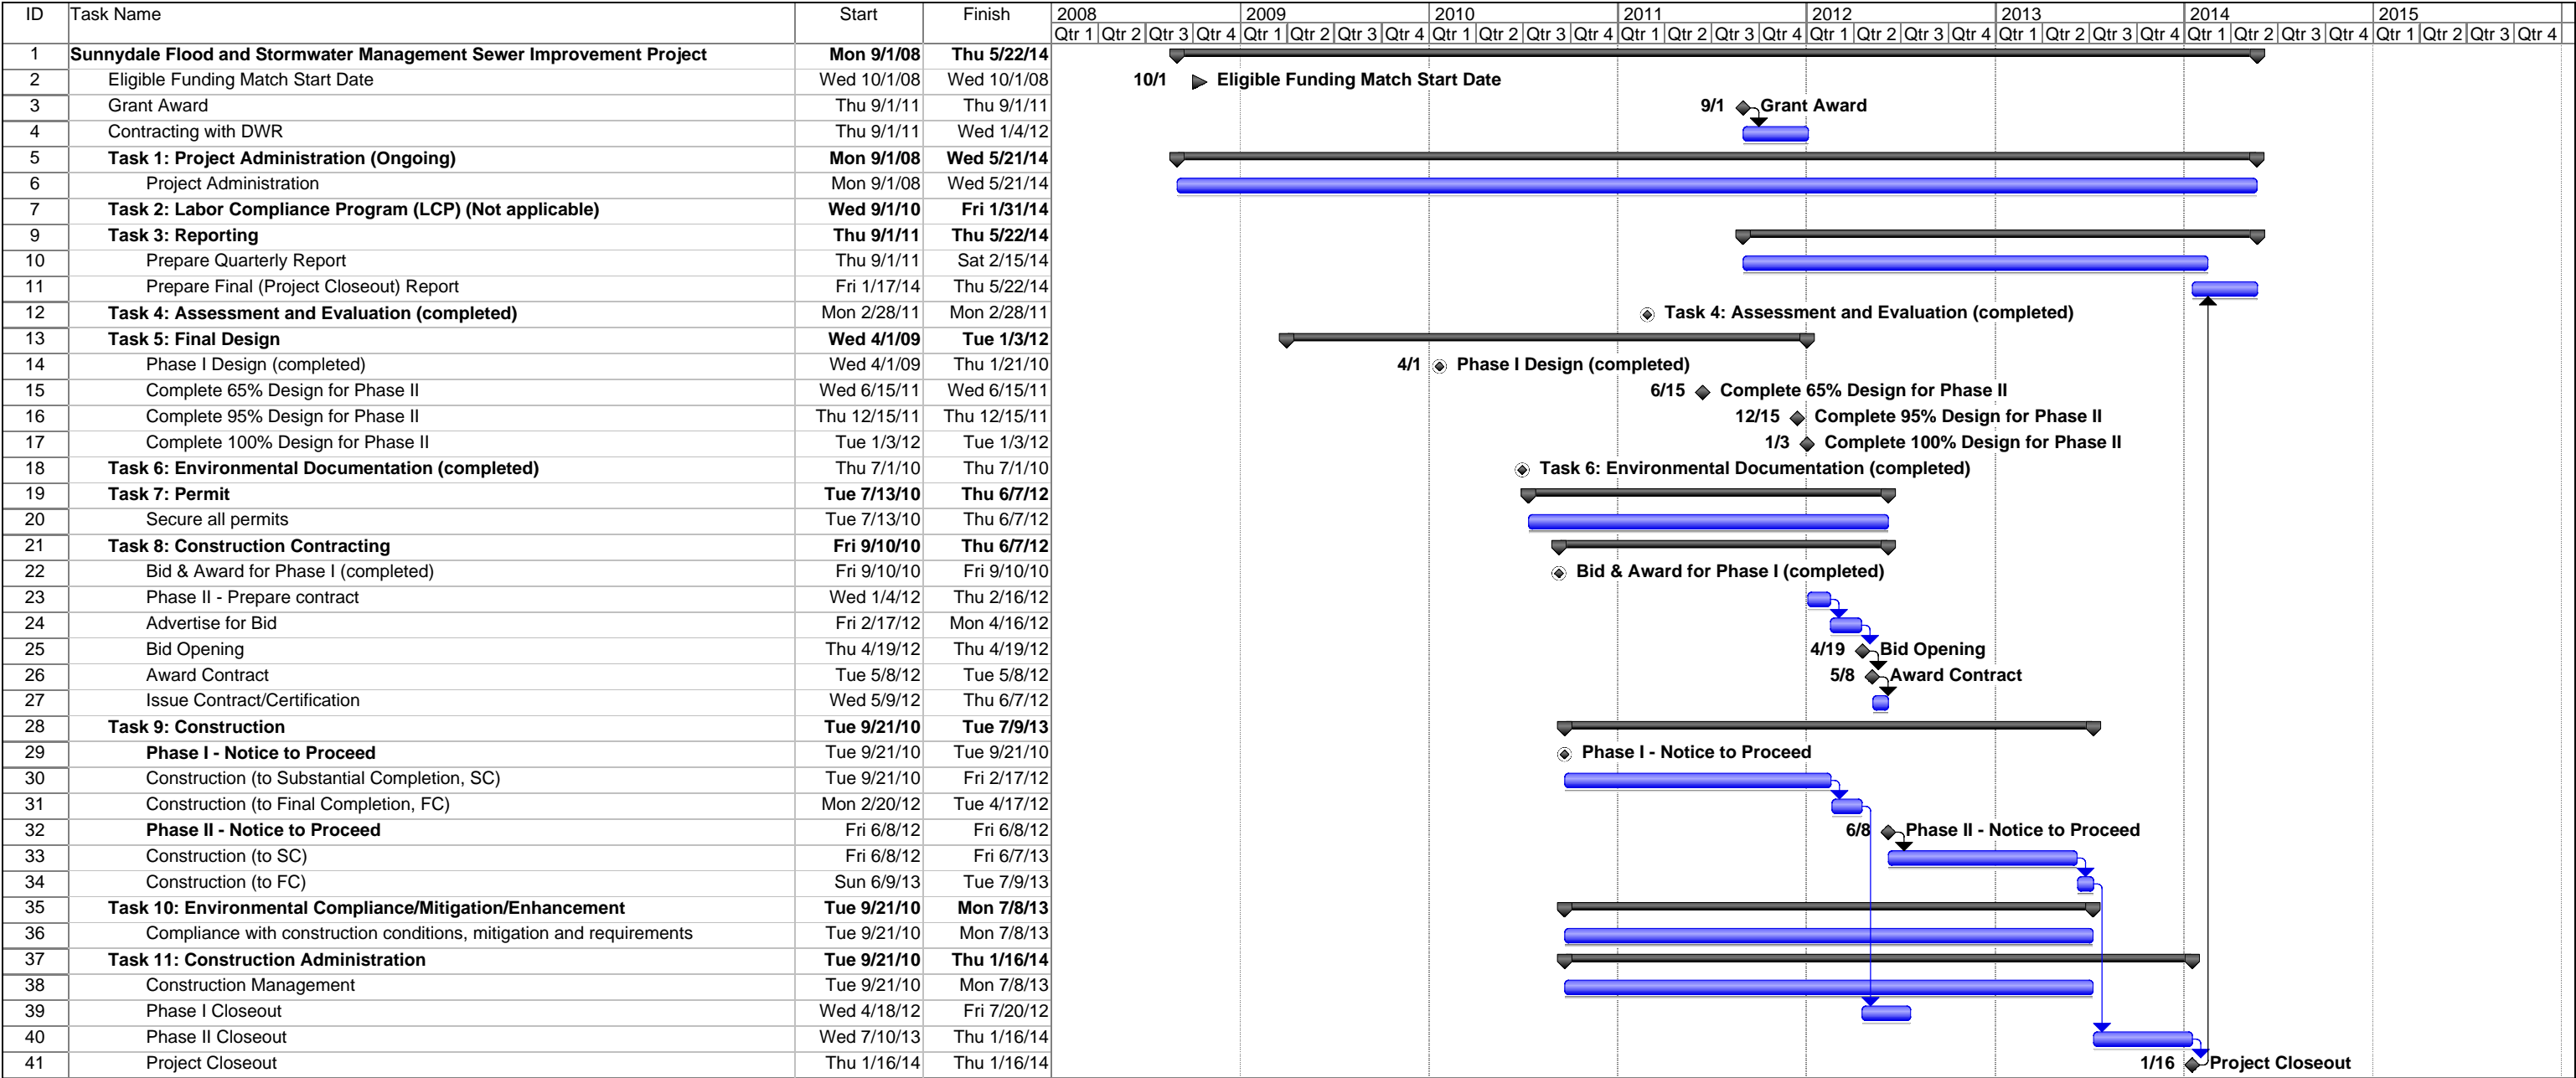 ID Task Name Start Finish 2008 2009 2010 2011 2012 2013 2014 2015
Qtr 1 Qtr 2 Qtr 3 Qtr 4 Qtr 1 Qtr 2 Qtr 3 Qtr 4 Qtr 1 Qtr 2 Qtr 3 Qtr 4 Qtr 1 Qtr 2 Qtr 3 Qtr 4 Qtr 1 Qtr 2 Qtr 3 Qtr 4 Qtr 1 Qtr 2 Qtr 3 Qtr 4 Qtr 1 Qtr 2 Qtr 3 Qtr 4 Qtr 1 Qtr 2 Qtr 3 Qtr 4
1 Sunnydale Flood and Stormwater Management Sewer Improvement Project Mon 9/1/08 Thu 5/22/14
2 Eligible Funding Match Start Date Wed 10/1/08 Wed 10/1/08 10/1 Eligible Funding Match Start Date
3 Grant Award Thu 9/1/11 Thu 9/1/11 9/1 Grant Award
4 Contracting with DWR Thu 9/1/11 Wed 1/4/12
5 Task 1: Project Administration (Ongoing) Mon 9/1/08 Wed 5/21/14
6 Project Administration Mon 9/1/08 Wed 5/21/14
7 Task 2: Labor Compliance Program (LCP) (Not applicable) Wed 9/1/10 Fri 1/31/14
9 Task 3: Reporting Thu 9/1/11 Thu 5/22/14
10 Prepare Quarterly Report Thu 9/1/11 Sat 2/15/14
11 Prepare Final (Project Closeout) Report Fri 1/17/14 Thu 5/22/14
12 Task 4: Assessment and Evaluation (completed) Mon 2/28/11 Mon 2/28/11 Task 4: Assessment and Evaluation (completed)
13 Task 5: Final Design Wed 4/1/09 Tue 1/3/12
14 Phase I Design (completed) Wed 4/1/09 Thu 1/21/10 4/1 Phase I Design (completed)
15 Complete 65% Design for Phase II Wed 6/15/11 Wed 6/15/11 6/15 Complete 65% Design for Phase II
16 Complete 95% Design for Phase II Thu 12/15/11 Thu 12/15/11 12/15 Complete 95% Design for Phase II
17 Complete 100% Design for Phase II Tue 1/3/12 Tue 1/3/12 1/3 Complete 100% Design for Phase II
18 Task 6: Environmental Documentation (completed) Thu 7/1/10 Thu 7/1/10 Task 6: Environmental Documentation (completed)
19 Task 7: Permit Tue 7/13/10 Thu 6/7/12
20 Secure all permits Tue 7/13/10 Thu 6/7/12
21 Task 8: Construction Contracting Fri 9/10/10 Thu 6/7/12
22 Bid & Award for Phase I (completed) Fri 9/10/10 Fri 9/10/10 Bid & Award for Phase I (completed)
23 Phase II - Prepare contract Wed 1/4/12 Thu 2/16/12
24 Advertise for Bid Fri 2/17/12 Mon 4/16/12
25 Bid Opening Thu 4/19/12 Thu 4/19/12 4/19 Bid Opening
26 Award Contract Tue 5/8/12 Tue 5/8/12 5/8 Award Contract
27 Issue Contract/Certification Wed 5/9/12 Thu 6/7/12
28 Task 9: Construction Tue 9/21/10 Tue 7/9/13
29 Phase I - Notice to Proceed Tue 9/21/10 Tue 9/21/10 Phase I - Notice to Proceed
30 Construction (to Substantial Completion, SC) Tue 9/21/10 Fri 2/17/12
31 Construction (to Final Completion, FC) Mon 2/20/12 Tue 4/17/12
32 Phase II - Notice to Proceed Fri 6/8/12 Fri 6/8/12 6/8 Phase II - Notice to Proceed
33 Construction (to SC) Fri 6/8/12 Fri 6/7/13
34 Construction (to FC) Sun 6/9/13 Tue 7/9/13
35 Task 10: Environmental Compliance/Mitigation/Enhancement Tue 9/21/10 Mon 7/8/13
36 Compliance with construction conditions, mitigation and requirements Tue 9/21/10 Mon 7/8/13
37 Task 11: Construction Administration Tue 9/21/10 Thu 1/16/14
38 Construction Management Tue 9/21/10 Mon 7/8/13
39 Phase I Closeout Wed 4/18/12 Fri 7/20/12
40 Phase II Closeout Wed 7/10/13 Thu 1/16/14
41 Project Closeout Thu 1/16/14 Thu 1/16/14 1/16 Project Closeout